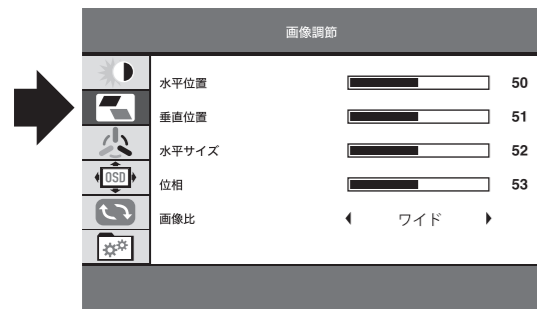 画像調節
水平位置 50
垂直位置 51
水平サイズ 52
位相 53
OSD
画像比 ワイド